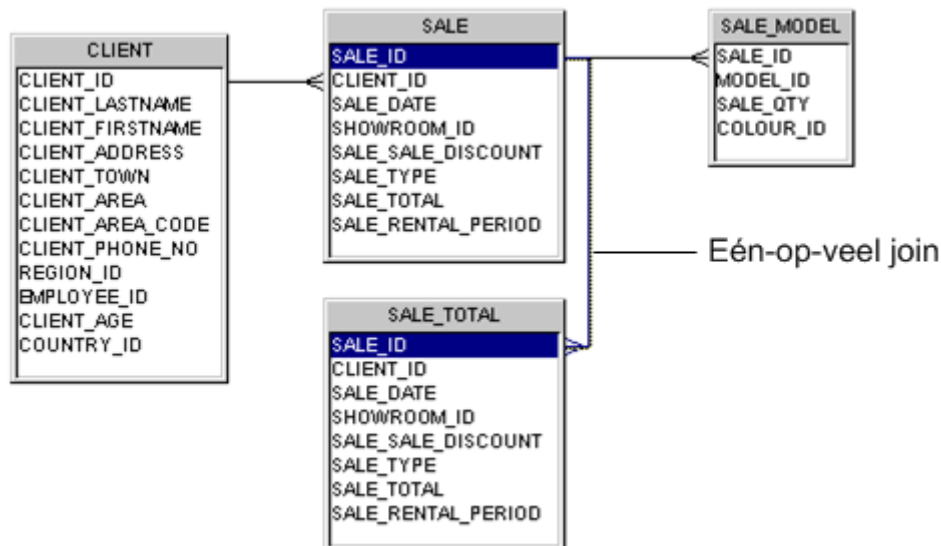 CLIENT
CLIENT_ID
CLIENT_LASTNAME
CLIENT_FIRSTNAME
CLIENT_ADDRESS
CLIENT_TOWN
CLIENT_AREA
CLIENT_AREA_CODE
CLIENT_PHONE_NO
REGION_ID
EMPLOYEE_ID
CLIENT_AGE
COUNTRY_ID
SALE
SALE_ID
CLIENT_ID
SALE_DATE
SHOWROOM_ID
SALE_SALE_DISCOUNT
SALE_TYPE
SALE_TOTAL
SALE_RENTAL_PERIOD
SALE_MODEL
SALE_ID
MODEL_ID
SALE_QTY
COLOUR_ID
Eén-op-veel join
SALE_TOTAL
SALE_ID
CLIENT_ID
SALE_DATE
SHOWROOM_ID
SALE_SALE_DISCOUNT
SALE_TYPE
SALE_TOTAL
SALE_RENTAL_PERIOD